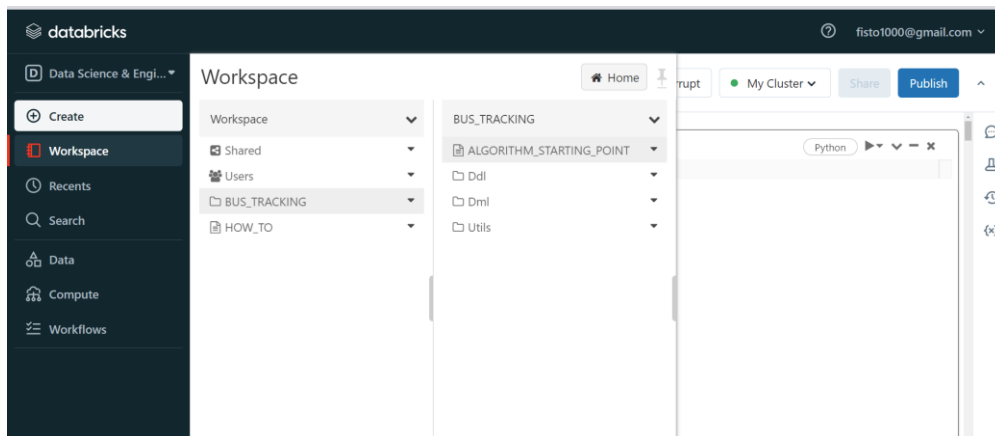 databricks
fisto1000@gmail.com
D Data Science & Engi...
Create
Workspace
Recents
Search
Data
Compute
Workflows
Workspace
Home
Workspace
Shared
Users
BUS_TRACKING
HOW_TO
BUS_TRACKING
ALGORITHM_STARTING_POINT
Ddl
Dml
Utils
rrupt
My Cluster
Share
Publish
Python